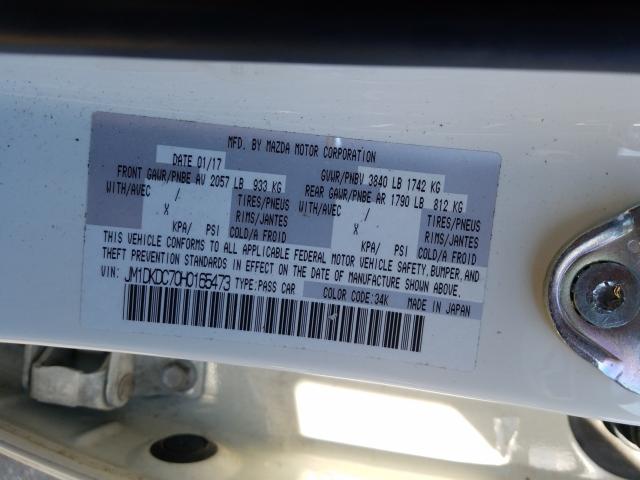 MFD. BY MAZDA MOTOR CORPORATION
DATE 01/17 GVWR/PNBV 3840 LB 1742 KG
FRONT GAWR/PNBE AV 2057 LB 933 KG REAR GAWR/PNBE AR 1790 LB 812 KG
WITH/AVEC / TIRES/PNEUS WITH/AVEC / TIRES/PNEUS
X RIMS/JANTES X RIMS/JANTES
KPA/ PSI COLD/A FROID KPA/ PSI COLD/A FROID
THIS VEHICLE CONFORMS TO ALL APPLICABLE FEDERAL MOTOR VEHICLE SAFETY, BUMPER, AND
THEFT PREVENTION STANDARDS IN EFFECT ON THE DATE OF MANUFACTURE SHOWN ABOVE.
VIN: JM1DKDC70H0165473 TYPE:PASS CAR COLOR CODE:34K MADE IN JAPAN